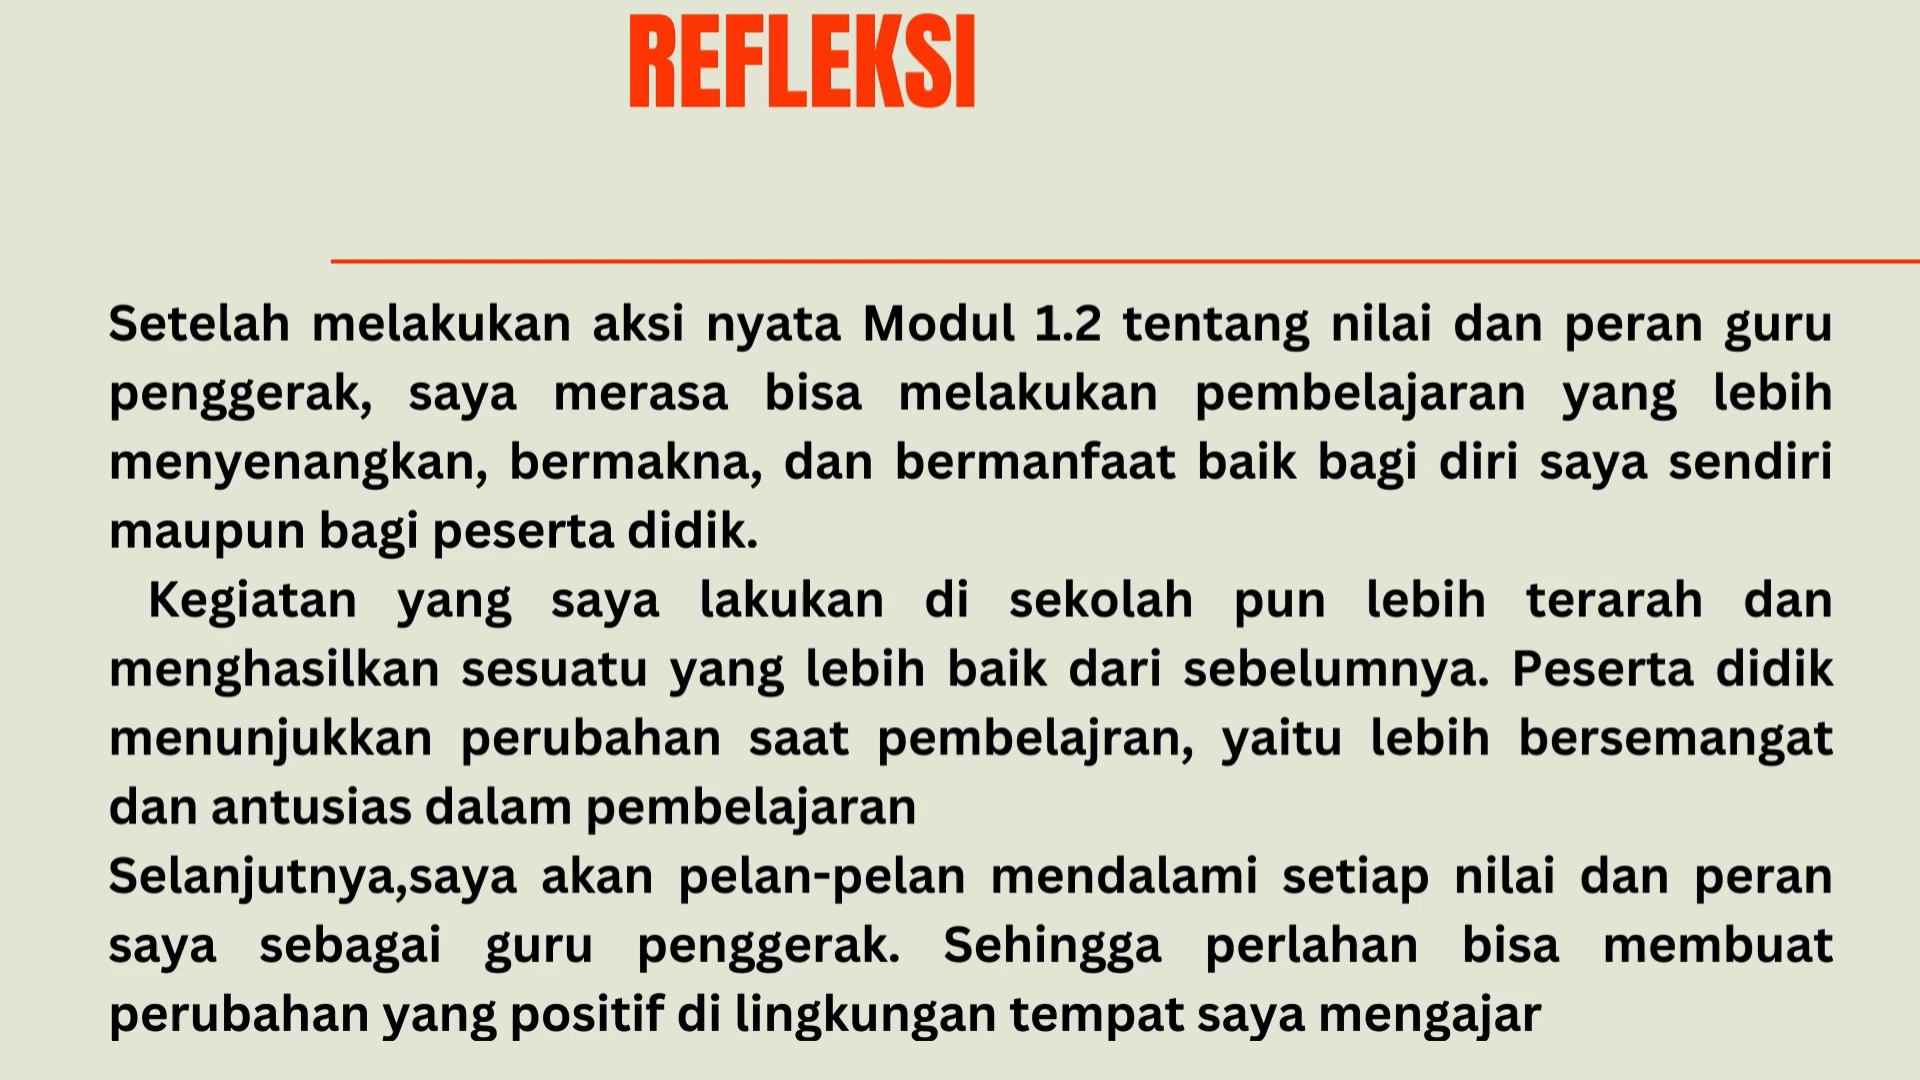 REFLEKSI
Setelah melakukan aksi nyata Modul 1.2 tentang nilai dan peran guru
penggerak, saya merasa bisa melakukan pembelajaran yang lebih
menyenangkan, bermakna, dan bermanfaat baik bagi diri saya sendiri
maupun bagi peserta didik.
Kegiatan yang saya lakukan di sekolah pun lebih terarah dan
menghasilkan sesuatu yang lebih baik dari sebelumnya. Peserta didik
menunjukkan perubahan saat pembelajran, yaitu lebih bersemangat
dan antusias dalam pembelajaran
Selanjutnya,saya akan pelan-pelan mendalami setiap nilai dan peran
saya sebagai guru penggerak. Sehingga perlahan bisa membuat
perubahan yang positif di lingkungan tempat saya mengajar